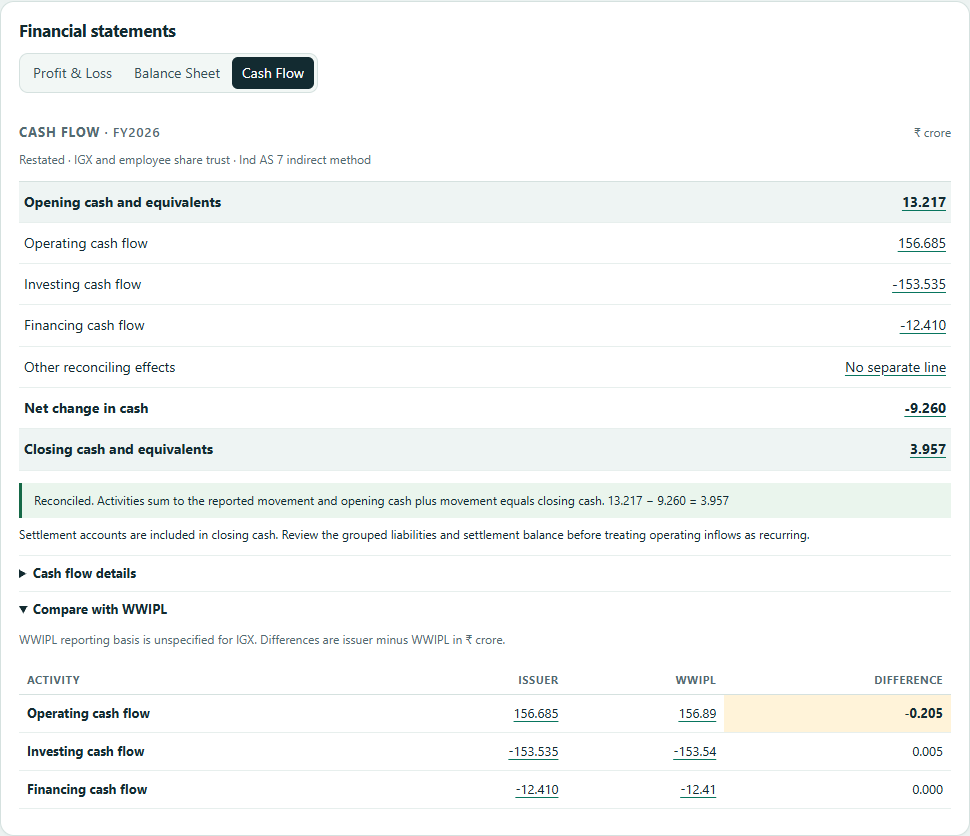 Financial statements
Profit & Loss Balance Sheet Cash Flow
CASH FLOW · FY2026 ₹ crore
Restated · IGX and employee share trust · Ind AS 7 indirect method
Opening cash and equivalents 13.217
Operating cash flow 156.685
Investing cash flow -153.535
Financing cash flow -12.410
Other reconciling effects No separate line
Net change in cash -9.260
Closing cash and equivalents 3.957
Reconciled. Activities sum to the reported movement and opening cash plus movement equals closing cash. 13.217 − 9.260 = 3.957
Settlement accounts are included in closing cash. Review the grouped liabilities and settlement balance before treating operating inflows as recurring.
Cash flow details
Compare with WWIPL
WWIPL reporting basis is unspecified for IGX. Differences are issuer minus WWIPL in ₹ crore.
ACTIVITY ISSUER WWIPL DIFFERENCE
Operating cash flow 156.685 156.89 -0.205
Investing cash flow -153.535 -153.54 0.005
Financing cash flow -12.410 -12.41 0.000